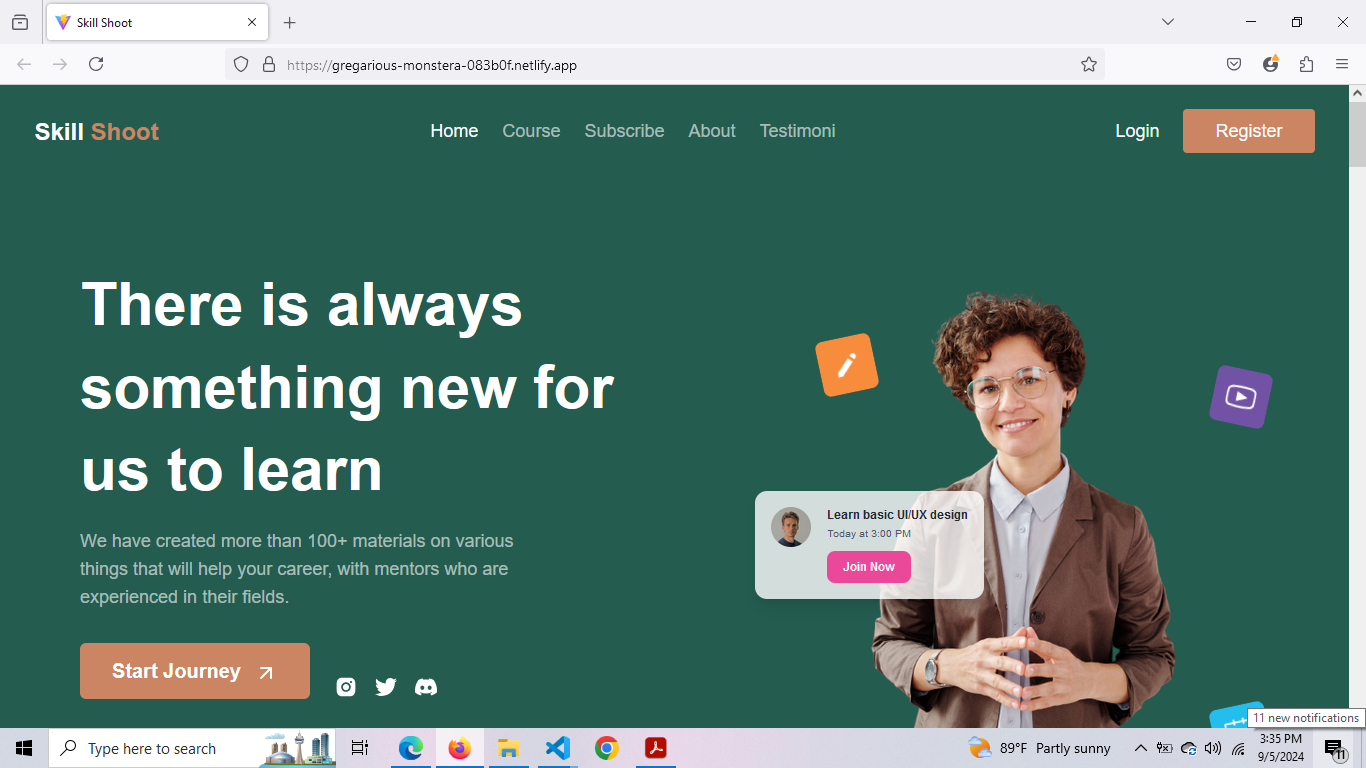 Skill Shoot
https://gregarious-monstera-083b0f.netlify.app
Skill Shoot
Home Course Subscribe About Testimoni
Login Register
There is always
something new for
us to learn
We have created more than 100+ materials on various
things that will help your career, with mentors who are
experienced in their fields.
Start Journey
Learn basic UI/UX design
Today at 3:00 PM
Join Now
11 new notifications
Type here to search
89°F Partly sunny
3:35 PM
9/5/2024
11